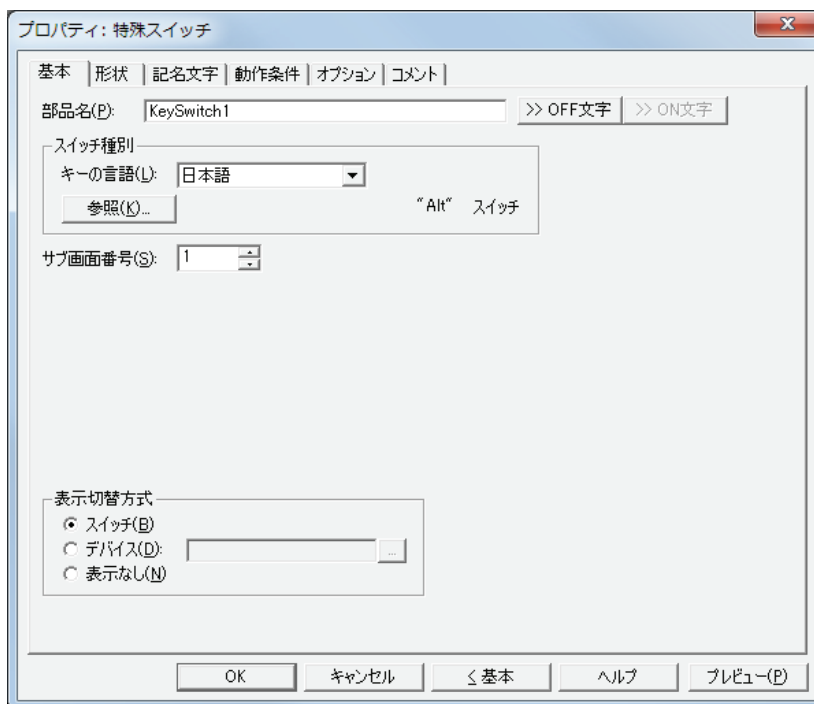 プロパティ: 特殊スイッチ
基本 形状 記名文字 動作条件 オプション コメント
部品名(P): KeySwitch1 >> OFF文字 >> ON文字
スイッチ種別
キーの言語(L): 日本語
参照(K)... "Alt" スイッチ
サブ画面番号(S): 1
表示切替方式
スイッチ(B)
デバイス(D): ...
表示なし(N)
OK キャンセル < 基本 ヘルプ プレビュー(P)